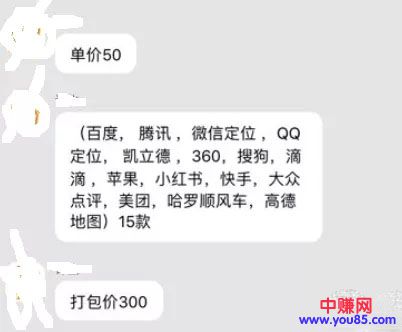 单价50
（百度， 腾讯 ，微信定位 ，QQ
定位， 凯立德 ，360，搜狗，滴
滴 ，苹果，小红书，快手，大众
点评，美团，哈罗顺风车，高德
地图）15款
打包价300
中赚网
www.you85.com